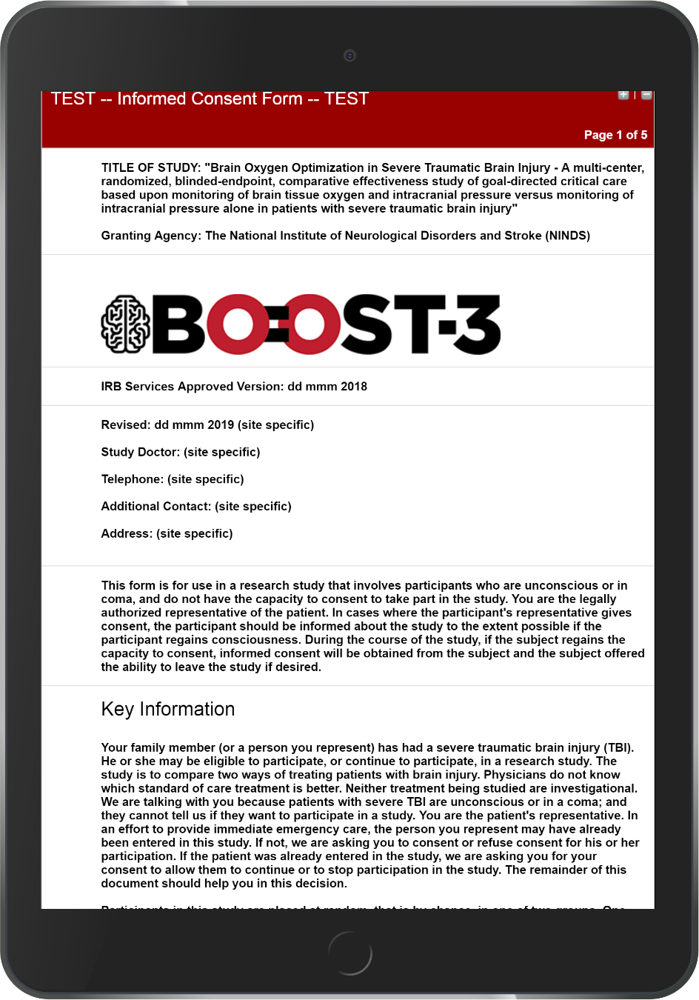 TEST -- Informed Consent Form -- TEST
Page 1 of 5
TITLE OF STUDY: "Brain Oxygen Optimization in Severe Traumatic Brain Injury - A multi-center,
randomized, blinded-endpoint, comparative effectiveness study of goal-directed critical care
based upon monitoring of brain tissue oxygen and intracranial pressure versus monitoring of
intracranial pressure alone in patients with severe traumatic brain injury"
Granting Agency: The National Institute of Neurological Disorders and Stroke (NINDS)
BOOST-3
IRB Services Approved Version: dd mmm 2018
Revised: dd mmm 2019 (site specific)
Study Doctor: (site specific)
Telephone: (site specific)
Additional Contact: (site specific)
Address: (site specific)
This form is for use in a research study that involves participants who are unconscious or in
coma, and do not have the capacity to consent to take part in the study. You are the legally
authorized representative of the patient. In cases where the participant's representative gives
consent, the participant should be informed about the study to the extent possible if the
participant regains consciousness. During the course of the study, if the subject regains the
capacity to consent, informed consent will be obtained from the subject and the subject offered
the ability to leave the study if desired.
Key Information
Your family member (or a person you represent) has had a severe traumatic brain injury (TBI).
He or she may be eligible to participate, or continue to participate, in a research study. The
study is to compare two ways of treating patients with brain injury. Physicians do not know
which standard of care treatment is better. Neither treatment being studied are investigational.
We are talking with you because patients with severe TBI are unconscious or in a coma; and
they cannot tell us if they want to participate in a study. You are the patient's representative. In
an effort to provide immediate emergency care, the person you represent may have already
been entered in this study. If not, we are asking you to consent or refuse consent for his or her
participation. If the patient was already entered in the study, we are asking you for your
consent to allow them to continue or to stop participation in the study. The remainder of this
document should help you in this decision.
Participants in this study are placed at random, that is by chance, in one of two groups. One